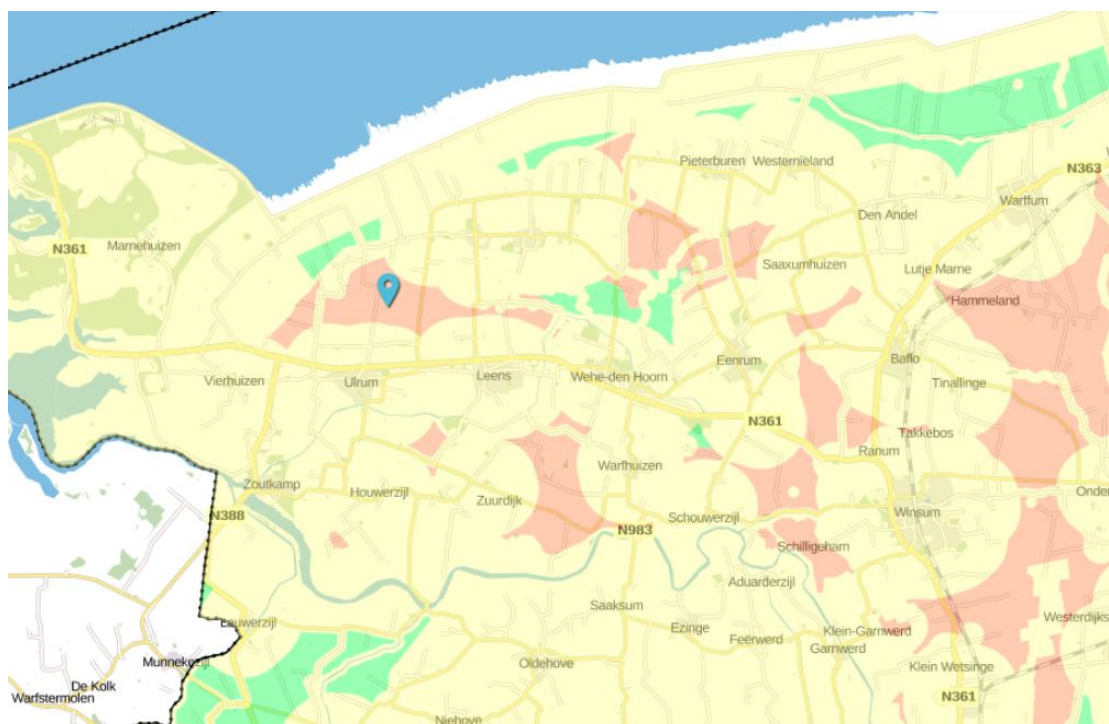 Pieterburen
Westernieland
N363
Warffum
Den Andel
N361
Marnehuizen
Saaxumhuizen
Lutje Marne
Hammeland
Baflo
Eenrum
Vierhuizen
Ulrum
Leens
Wehe-den Hoorn
Tinallinge
N361
Takkebos
Ranum
Warfhuizen
Zoutkamp
Houwerzijl
Zuurdijk
Onder
N388
Schouwerzijl
Winsum
N983
Schilligeham
Aduarderzijl
Saaksum
Ezinge
Feerwerd
Klein-Garnwerd
Garnwerd
Westerdijks
Lauwerzijl
Munnekezijl
Oldehove
Klein Wetsinge
De Kolk
Warfstermolen
N361
Niehove